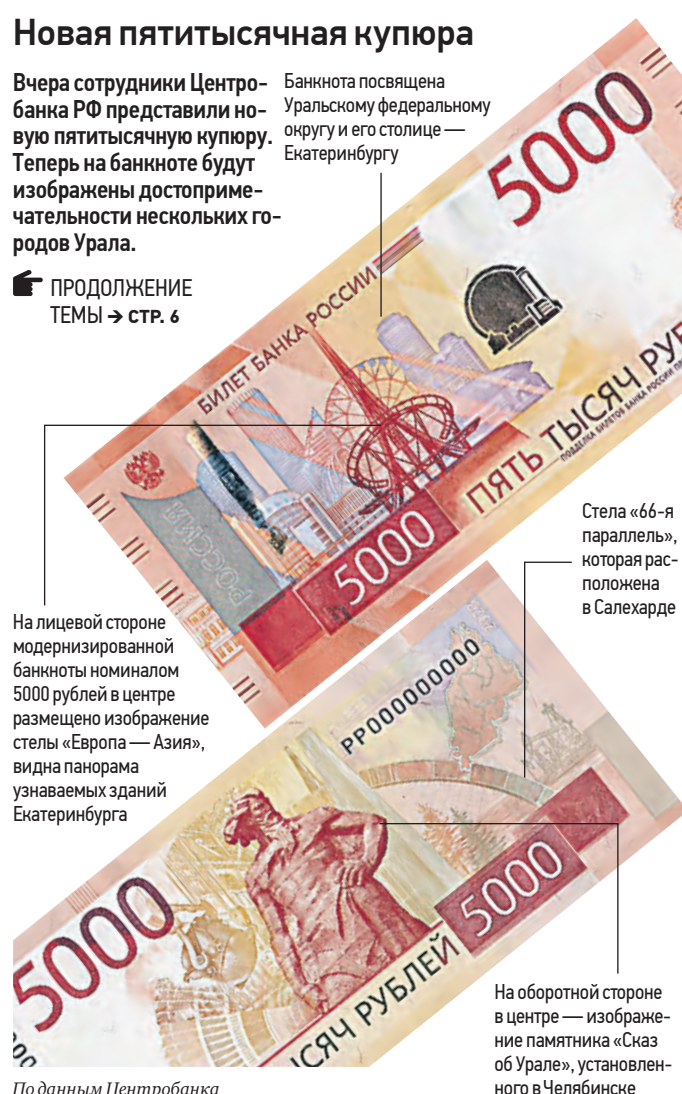 Новая пятитысячная купюра
Вчера сотрудники Центро-
банка РФ представили но-
вую пятитысячную купюру.
Теперь на банкноте будут
изображены достоприме-
чательности нескольких го-
родов Урала.
ПРОДОЛЖЕНИЕ
ТЕМЫ → СТР. 6
Банкнота посвящена
Уральскому федеральному
округу и его столице —
Екатеринбургу
5000
БИЛЕТ БАНКА РОССИИ
РОССИЯ
5000
ПЯТЬ ТЫСЯЧ РУБ
ПОДДЕЛКА БИЛЕТОВ БАНКА РОССИИ
Стела «66-я
параллель»,
которая рас-
положена
в Салехарде
На лицевой стороне
модернизированной
банкноты номиналом
5000 рублей в центре
размещено изображение
стелы «Европа — Азия»,
видна панорама
узнаваемых зданий
Екатеринбурга
РР000000000
5000
5000
ЫСЯЧ РУБЛЕЙ
На оборотной стороне
в центре — изображе-
ние памятника «Сказ
об Урале», установлен-
ного в Челябинске
По данным Центробанка